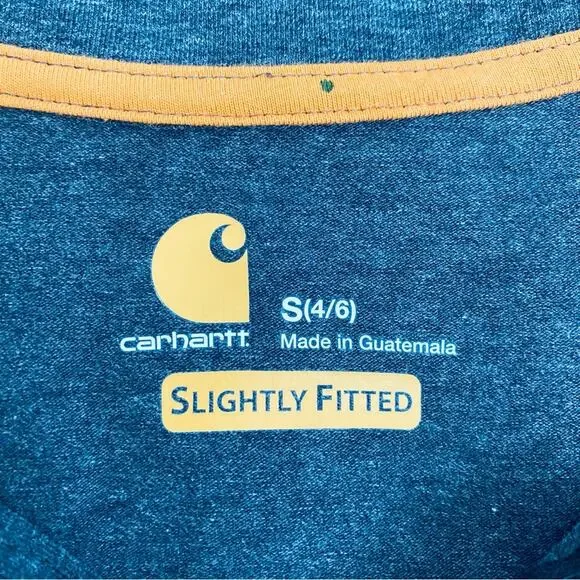 carhartt
S(4/6)
Made in Guatemala
SLIGHTLY FITTED